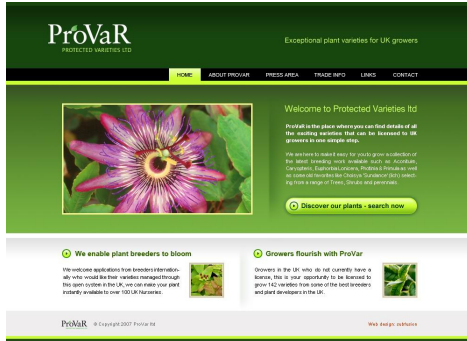 ProVaR
PROTECTED VARIETIES LTD
Exceptional plant varieties for UK growers
HOME
ABOUT PROVAR
PRESS AREA
TRADE INFO
LINKS
CONTACT
Welcome to Protected Varieties ltd
ProVaR is the place where you can find details of all
the exciting varieties that can be licensed to UK
growers in one simple step.
We are here to make it easy for you to grow a collection of
the latest breeding work available such as Aconitum,
Caryopteris, Euphorbia, Lonicera, Photinia & Primula as well
as some old favorites like Choisya 'Sundance' (lich) select-
ing from a range of Trees, Shrubs and perennials.
Discover our plants - search now
We enable plant breeders to bloom
We welcome applications from breeders internation-
ally who would like their varieties managed through
this open system in the UK, we can make your plant
instantly available to over 100 UK Nurseries.
Growers flourish with ProVar
Growers in the UK who do not currently have a
license, this is your opportunity to be licensed to
grow 142 varieties from some of the best breeders
and plant developers in the UK.
ProVaR
© Copyright 2007 ProVar ltd
Web design: cubfusion